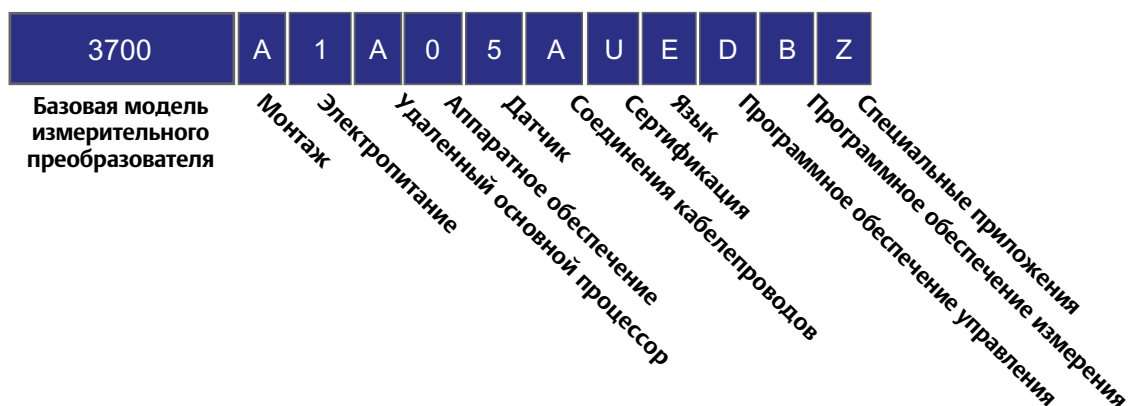 3700 A 1 A 0 5 A U E D B Z
Базовая модель
измерительного
преобразователя
Монтаж
Электропитание
Удаленный основной процессор
Аппаратное обеспечение
Датчик
Соединения кабелепроводов
Сертификация
Язык
Программное обеспечение управления
Программное обеспечение измерения
Специальные приложения